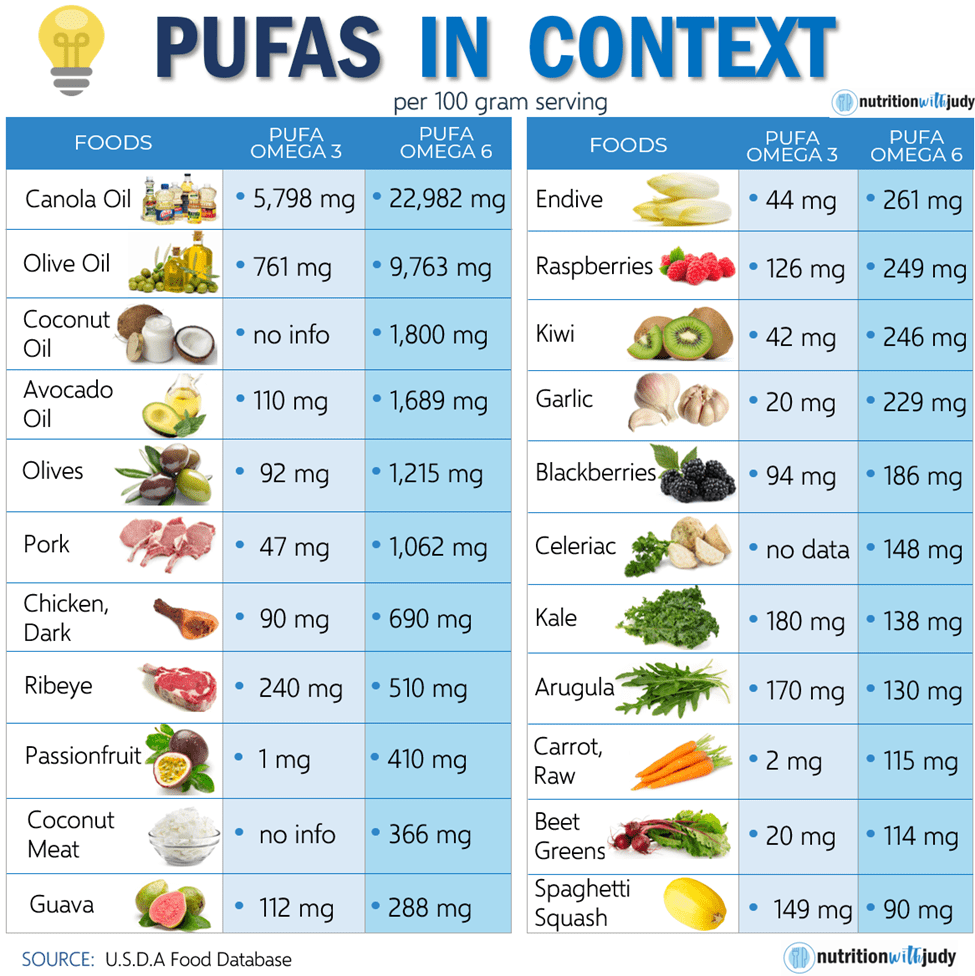 PUFAS IN CONTEXT
per 100 gram serving
nutritionwithjudy
FOODS PUFA OMEGA 3 PUFA OMEGA 6
Canola Oil • 5,798 mg • 22,982 mg
Olive Oil • 761 mg • 9,763 mg
Coconut Oil • no info • 1,800 mg
Avocado Oil • 110 mg • 1,689 mg
Olives • 92 mg • 1,215 mg
Pork • 47 mg • 1,062 mg
Chicken, Dark • 90 mg • 690 mg
Ribeye • 240 mg • 510 mg
Passionfruit • 1 mg • 410 mg
Coconut Meat • no info • 366 mg
Guava • 112 mg • 288 mg
FOODS PUFA OMEGA 3 PUFA OMEGA 6
Endive • 44 mg • 261 mg
Raspberries • 126 mg • 249 mg
Kiwi • 42 mg • 246 mg
Garlic • 20 mg • 229 mg
Blackberries • 94 mg • 186 mg
Celeriac • no data • 148 mg
Kale • 180 mg • 138 mg
Arugula • 170 mg • 130 mg
Carrot, Raw • 2 mg • 115 mg
Beet Greens • 20 mg • 114 mg
Spaghetti Squash • 149 mg • 90 mg
SOURCE: U.S.D.A Food Database
nutritionwithjudy